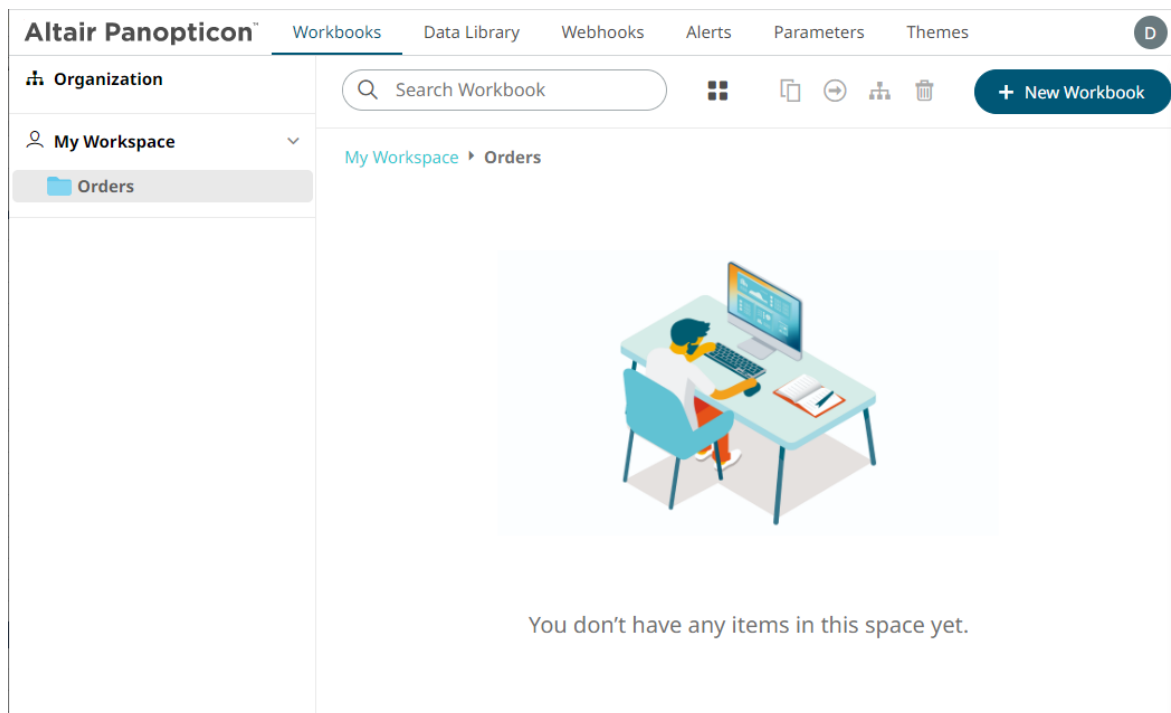 Altair Panopticon™ Workbooks Data Library Webhooks Alerts Parameters Themes D
Organization
Search Workbook
+ New Workbook
My Workspace
My Workspace Orders
Orders
You don’t have any items in this space yet.